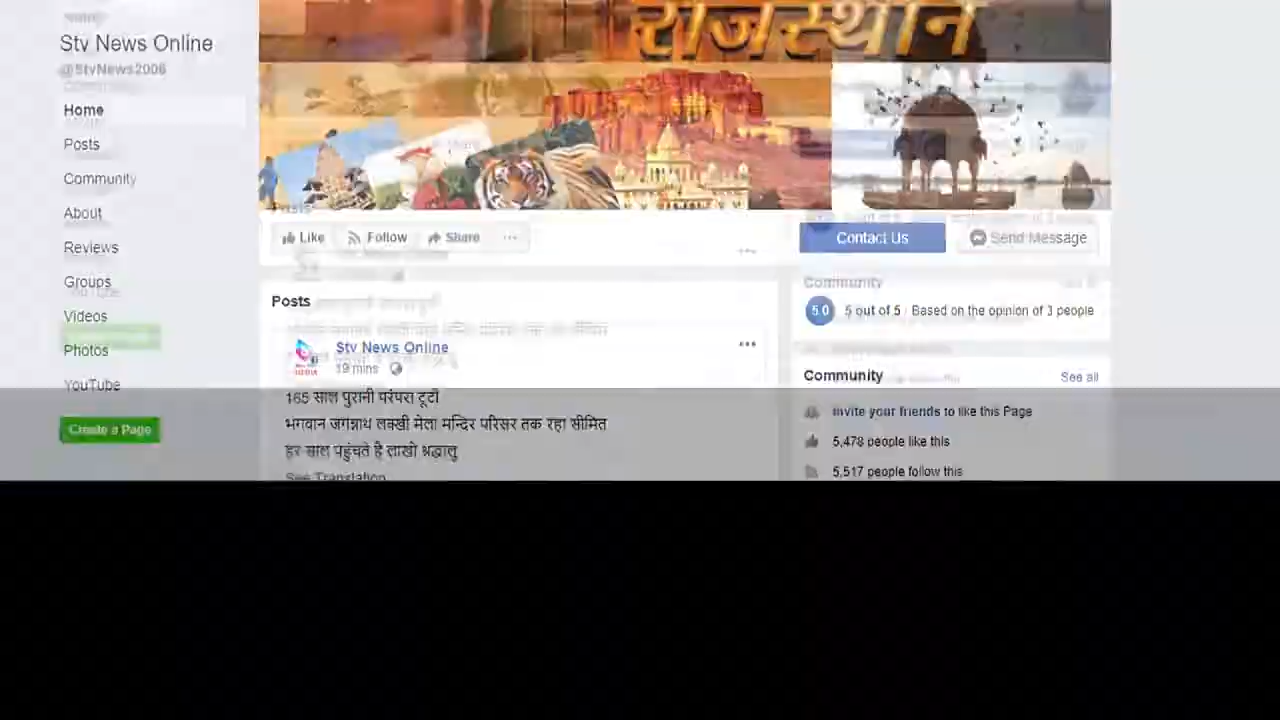 राजस्थान
Stv News Online
@StvNews2006
Home
Posts
Community
About
Reviews
Groups
Videos
Photos
YouTube
Create a Page
Like
Follow
Share
Contact Us
Send Message
Posts
Stv News Online
19 mins
165 साल पुरानी परंपरा टूटी
भगवान जगन्नाथ लक्खी मेला मन्दिर परिसर तक रहा सीमित
हर साल पहुंचते है लाखो श्रद्धालु
See Translation
Community
5.0
5 out of 5 · Based on the opinion of 3 people
Community
See all
Invite your friends to like this Page
5,478 people like this
5,517 people follow this